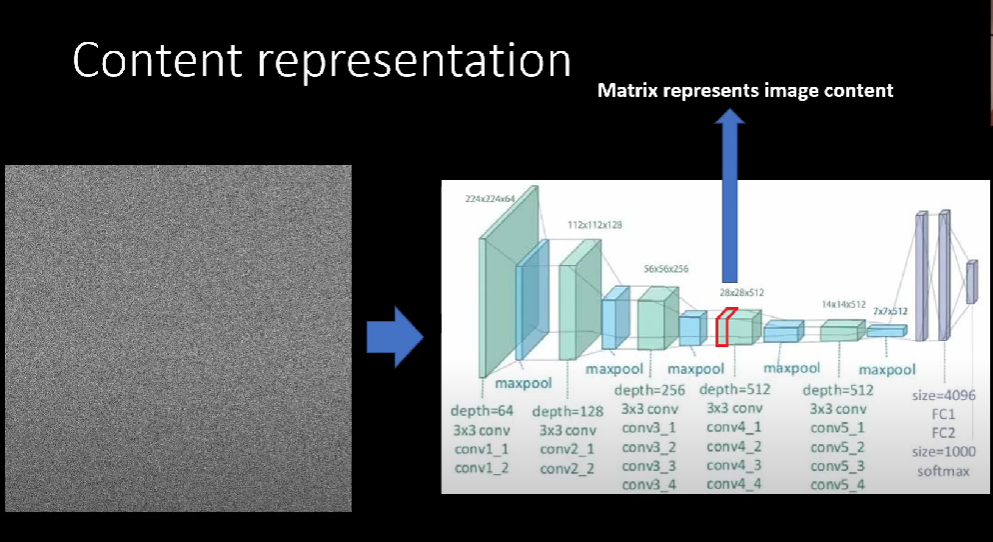 Content representation
Matrix represents image content
224x224x64
112x112x128
56x56x256
28x28x512
14x14x512
7x7x512
maxpool
maxpool
maxpool
maxpool
maxpool
depth=64
3x3 conv
conv1_1
conv1_2
depth=128
3x3 conv
conv2_1
conv2_2
depth=256
3x3 conv
conv3_1
conv3_2
conv3_3
conv3_4
depth=512
3x3 conv
conv4_1
conv4_2
conv4_3
conv4_4
depth=512
3x3 conv
conv5_1
conv5_2
conv5_3
conv5_4
size=4096
FC1
FC2
size=1000
softmax